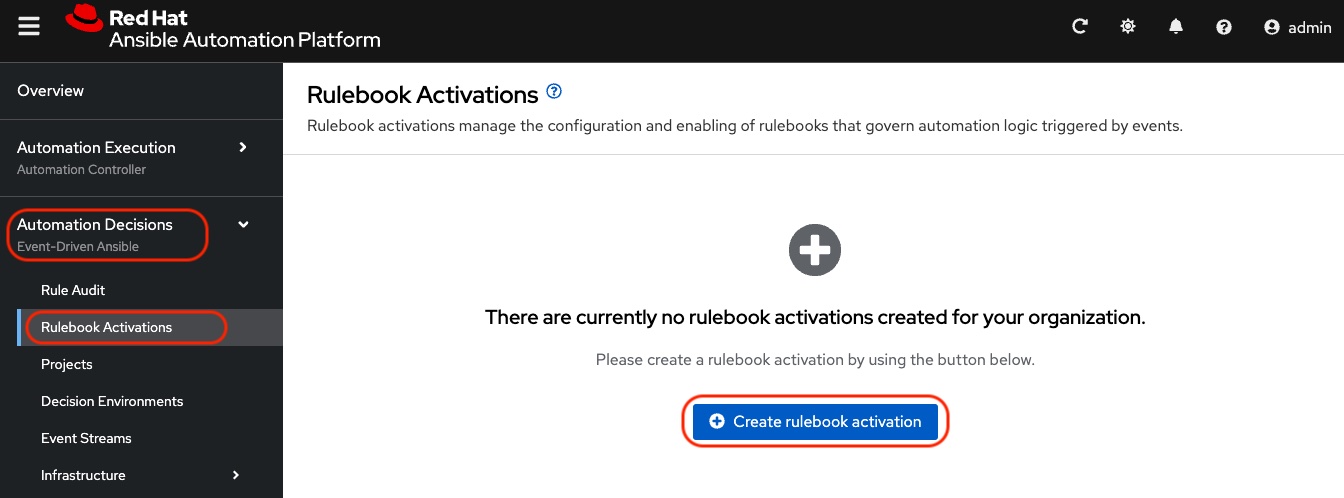 Red Hat
Ansible Automation Platform
admin
Overview
Automation Execution
Automation Controller
Automation Decisions
Event-Driven Ansible
Rule Audit
Rulebook Activations
Projects
Decision Environments
Event Streams
Infrastructure
Rulebook Activations
Rulebook activations manage the configuration and enabling of rulebooks that govern automation logic triggered by events.
There are currently no rulebook activations created for your organization.
Please create a rulebook activation by using the button below.
Create rulebook activation